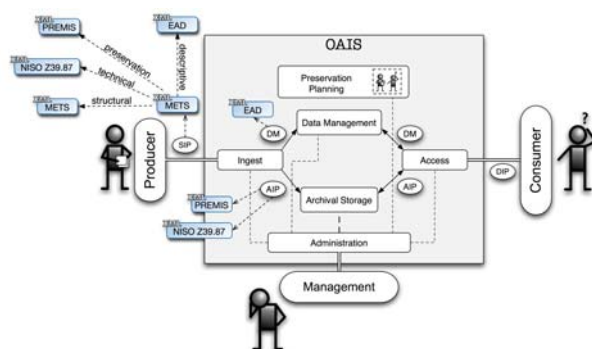 PREMIS
EAD
OAIS
preservation
descriptive
NISO Z39.87
technical
METS
structural
METS
Preservation
Planning
EAD
Data Management
DM
DM
SIP
Producer
Ingest
Access
DIP
Consumer
?
AIP
AIP
PREMIS
Archival Storage
NISO Z39.87
Administration
Management